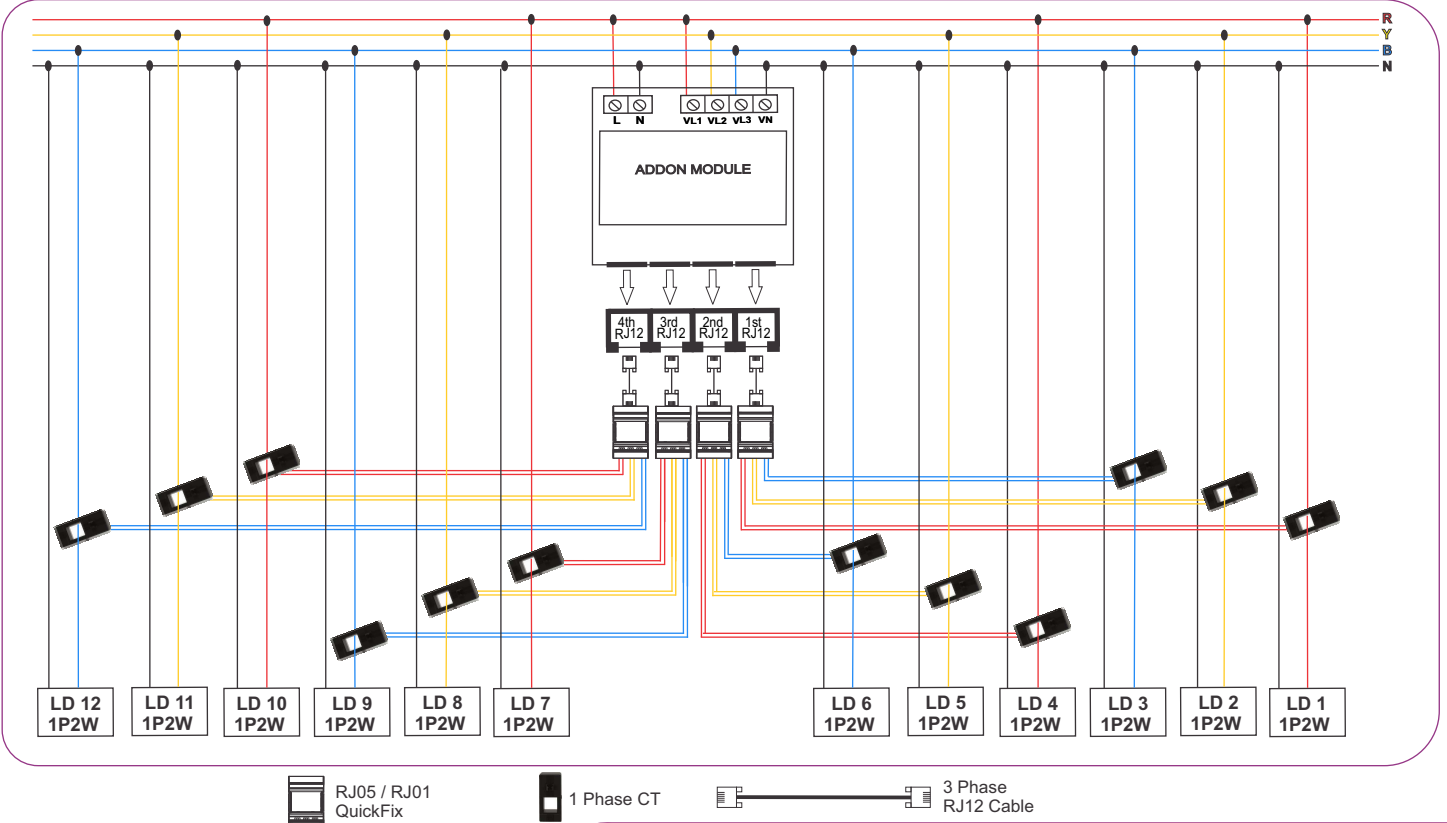 R
Y
B
N
L N VL1 VL2 VL3 VN
ADDON MODULE
4th RJ12
3rd RJ12
2nd RJ12
1st RJ12
LD 12
1P2W
LD 11
1P2W
LD 10
1P2W
LD 9
1P2W
LD 8
1P2W
LD 7
1P2W
LD 6
1P2W
LD 5
1P2W
LD 4
1P2W
LD 3
1P2W
LD 2
1P2W
LD 1
1P2W
RJ05 / RJ01
QuickFix
1 Phase CT
3 Phase
RJ12 Cable